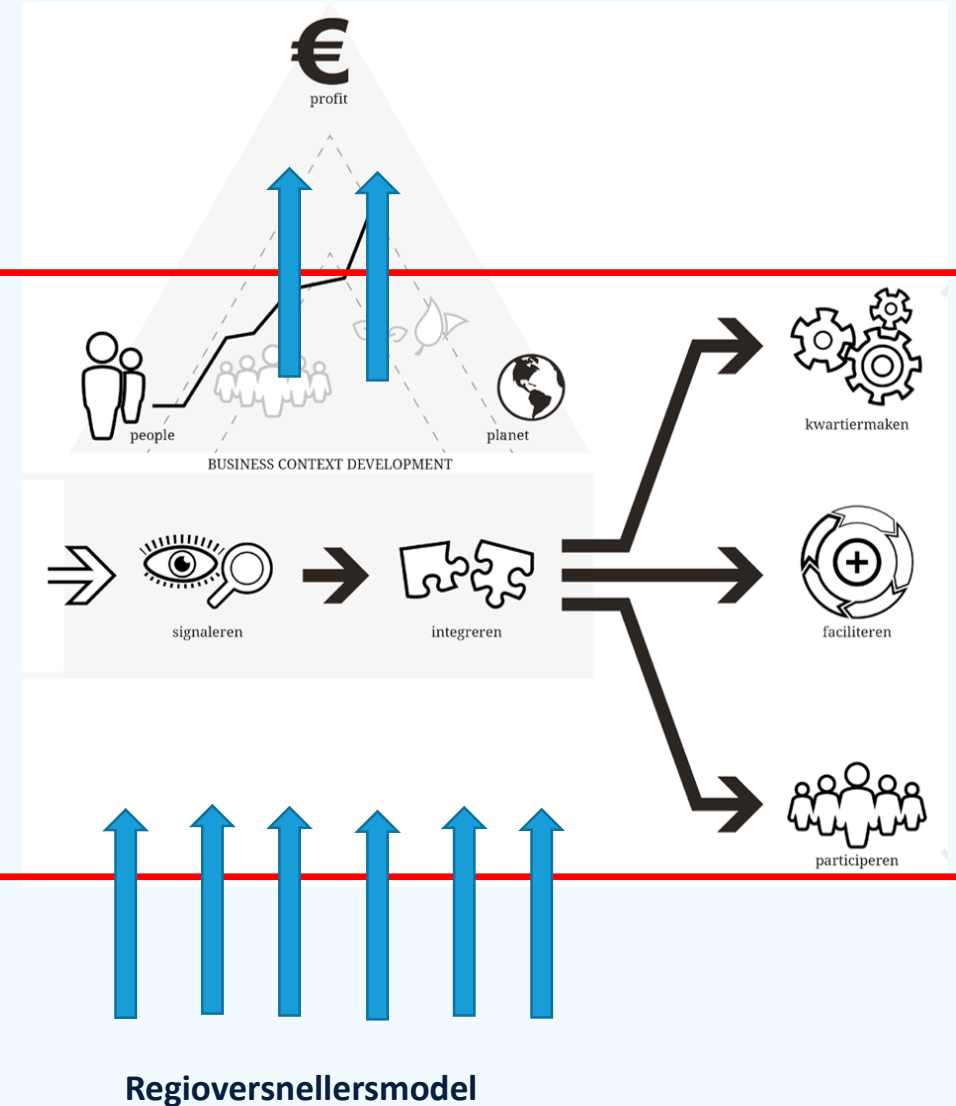 €
profit
people
planet
BUSINESS CONTEXT DEVELOPMENT
kwartiermaken
signaleren
integreren
faciliteren
participeren
Regioversnellersmodel